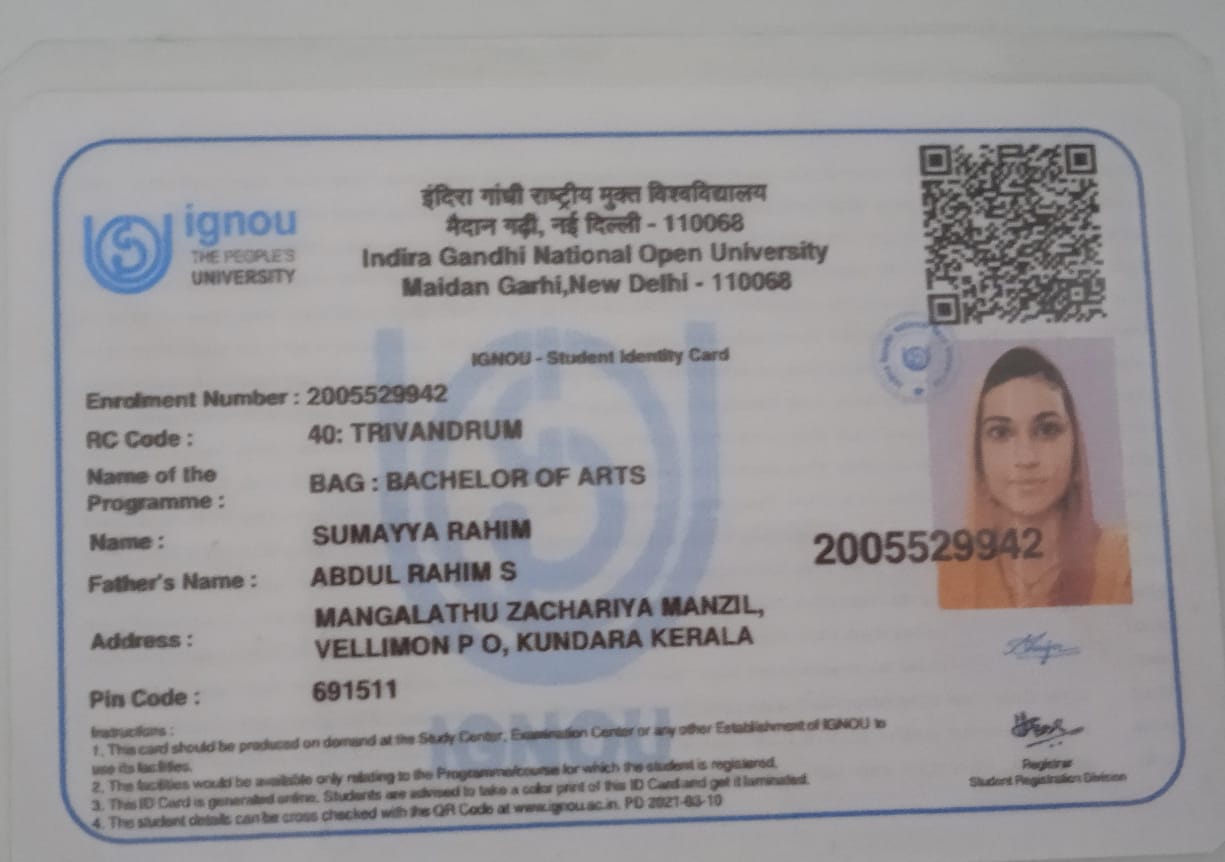 ignou
THE PEOPLE'S
UNIVERSITY
इंदिरा गांधी राष्ट्रीय मुक्त विश्वविद्यालय
मैदान गढ़ी, नई दिल्ली - 110068
Indira Gandhi National Open University
Maidan Garhi,New Delhi - 110068
IGNOU - Student Identity Card
Enrolment Number : 2005529942
RC Code : 40: TRIVANDRUM
Name of the
Programme : BAG : BACHELOR OF ARTS
Name : SUMAYYA RAHIM
Father's Name : ABDUL RAHIM S
Address : MANGALATHU ZACHARIYA MANZIL,
VELLIMON P O, KUNDARA KERALA
Pin Code : 691511
2005529942
Instructions :
1. This card should be produced on demand at the Study Center, Examination Center or any other Establishment of IGNOU to
use its facilities.
2. The facilities would be available only relating to the Programme/course for which the student is registered.
3. This ID Card is generated online. Students are advised to take a color print of this ID Card and get it laminated.
4. The student details can be cross checked with the QR Code at www.ignou.ac.in. PD 2021-03-10
Registrar
Student Registration Division
IGNOU